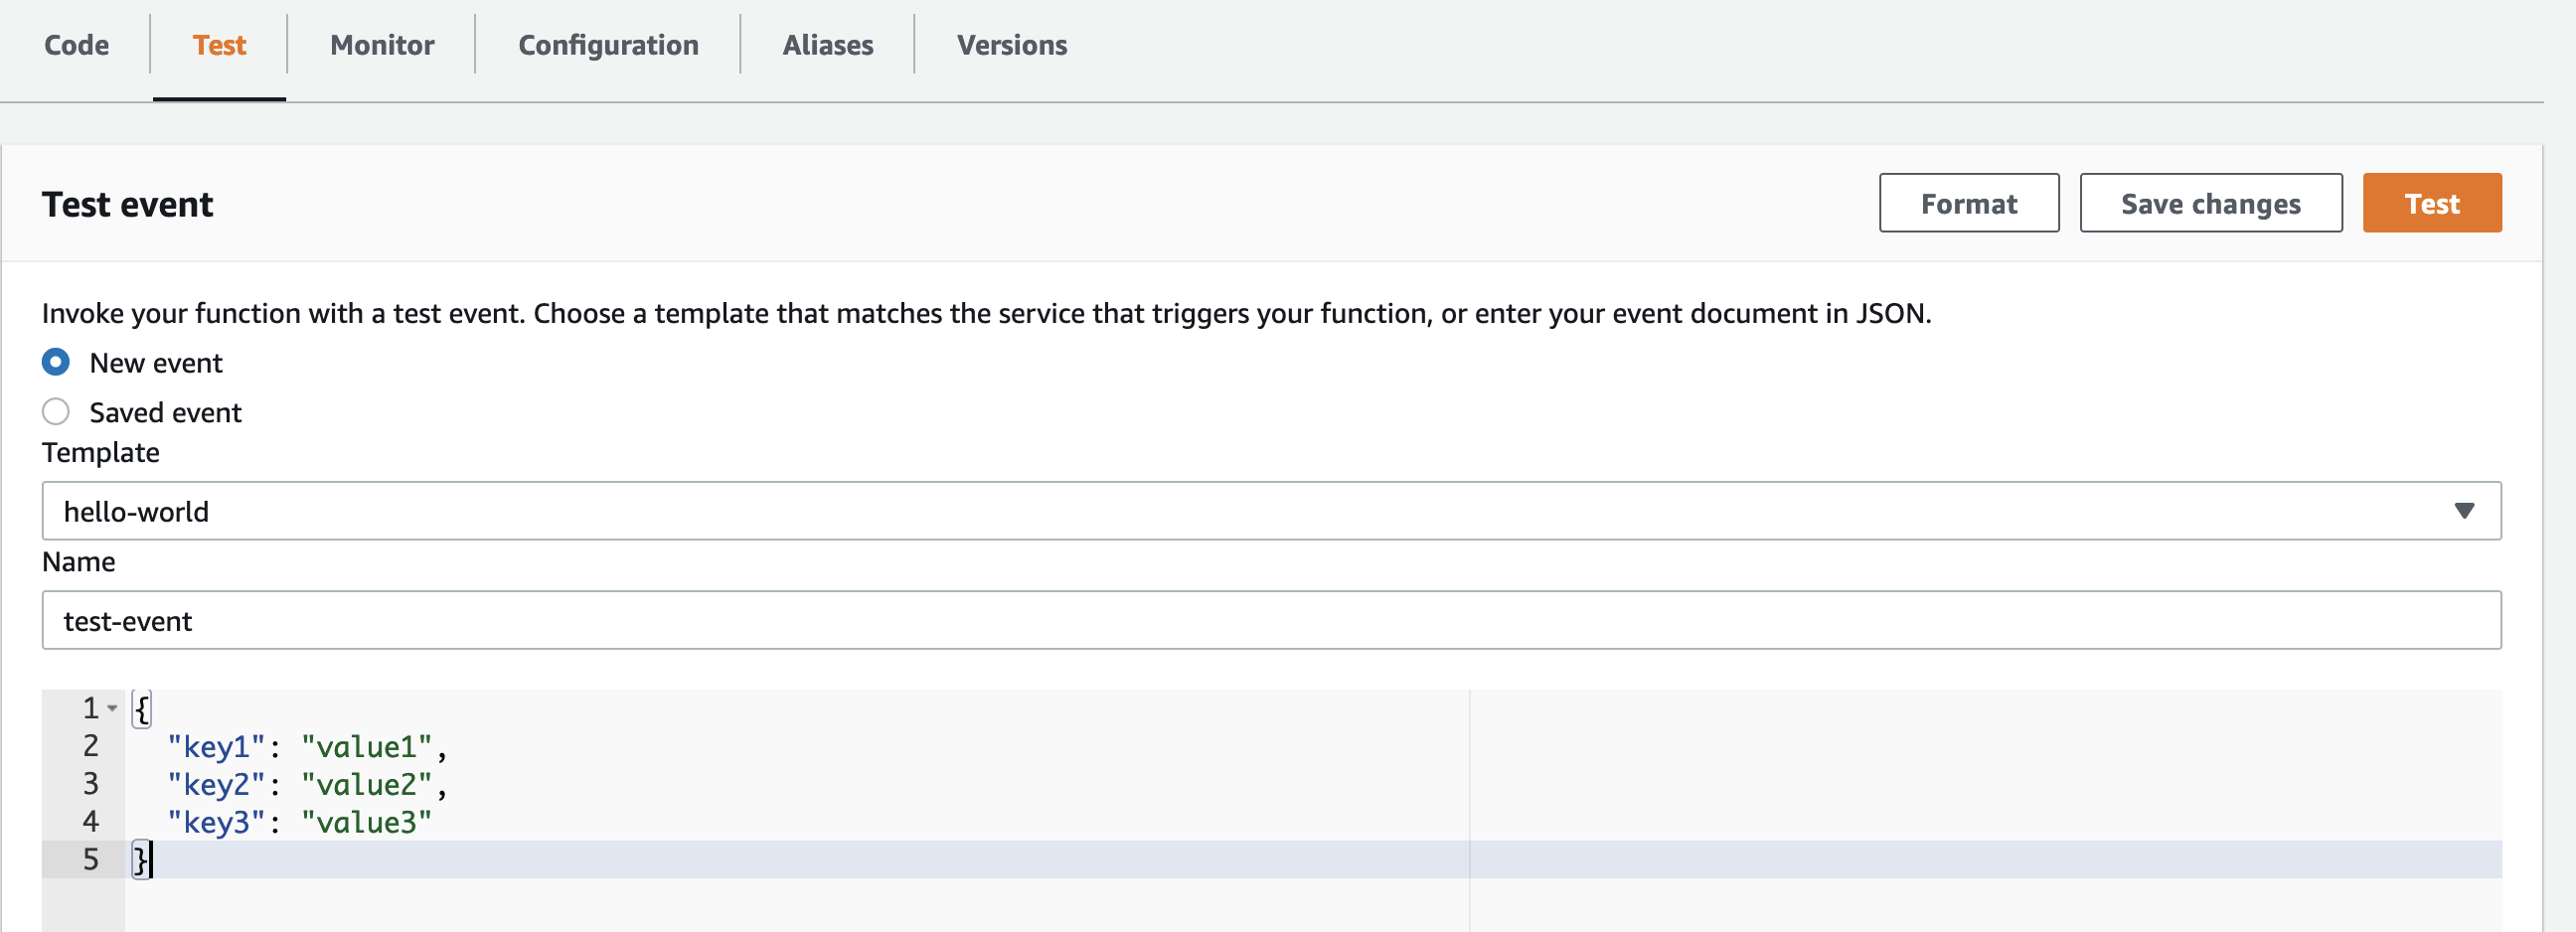 Code Test Monitor Configuration Aliases Versions
Test event Format Save changes Test
Invoke your function with a test event. Choose a template that matches the service that triggers your function, or enter your event document in JSON.
New event
Saved event
Template
hello-world
Name
test-event
1 {
2 "key1": "value1",
3 "key2": "value2",
4 "key3": "value3"
5 }